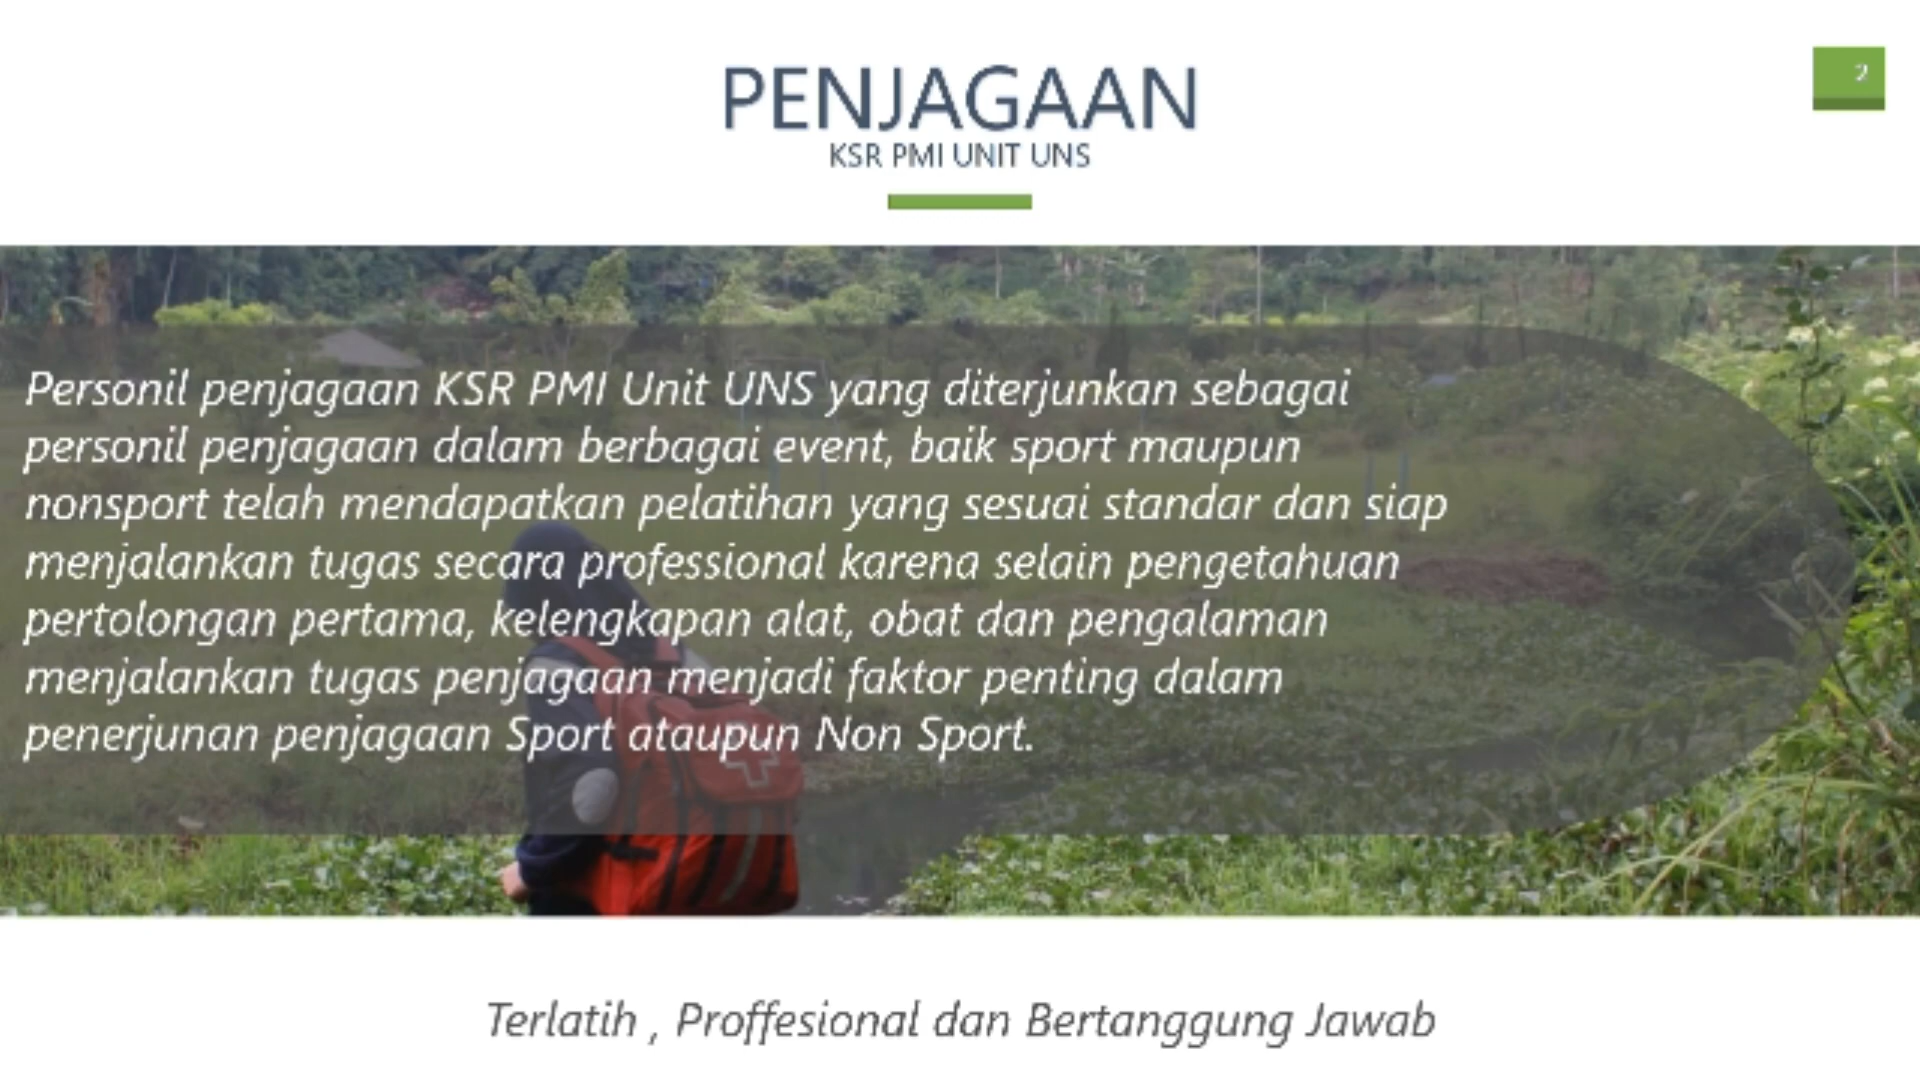 PENJAGAAN
KSR PMI UNIT UNS
2
Personil penjagaan KSR PMI Unit UNS yang diterjunkan sebagai
personil penjagaan dalam berbagai event, baik sport maupun
nonsport telah mendapatkan pelatihan yang sesuai standar dan siap
menjalankan tugas secara professional karena selain pengetahuan
pertolongan pertama, kelengkapan alat, obat dan pengalaman
menjalankan tugas penjagaan menjadi faktor penting dalam
penerjunan penjagaan Sport ataupun Non Sport.
Terlatih , Proffesional dan Bertanggung Jawab